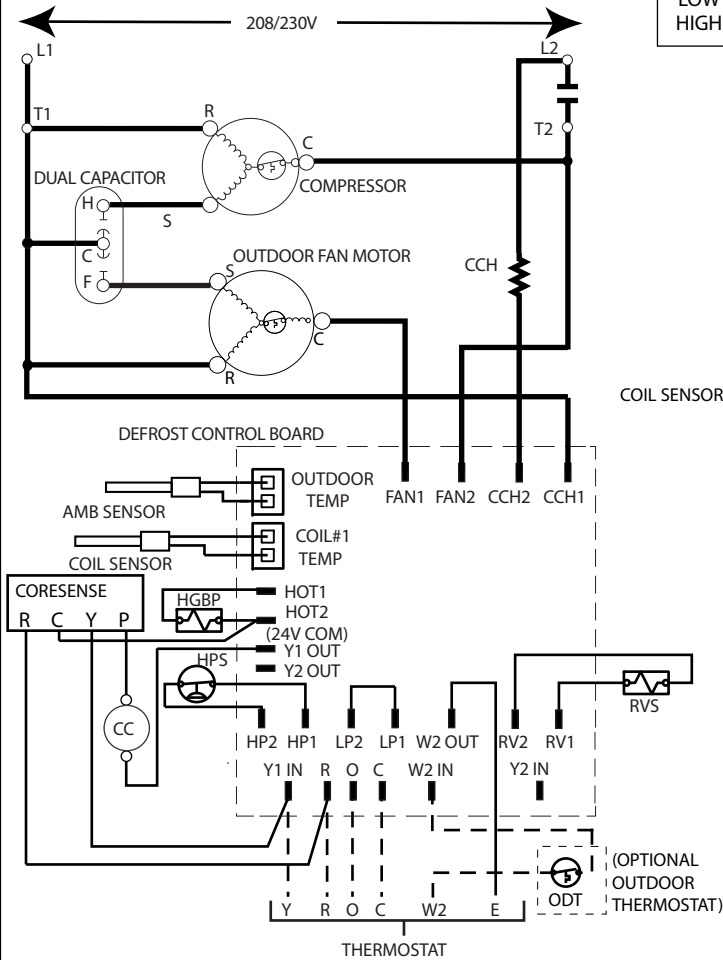 208/230V
LOW
HIGH
L1
L2
T1
R
C
T2
COMPRESSOR
DUAL CAPACITOR
H
S
C
OUTDOOR FAN MOTOR
F
S
CCH
C
R
COIL SENSOR
DEFROST CONTROL BOARD
OUTDOOR
TEMP
FAN1 FAN2 CCH2 CCH1
AMB SENSOR
COIL#1
TEMP
COIL SENSOR
CORESENSE
R C Y P
HGBP
HOT1
HOT2
(24V COM)
Y1 OUT
Y2 OUT
HPS
RVS
CC
HP2 HP1 LP2 LP1 W2 OUT RV2 RV1
Y1 IN R O C W2 IN Y2 IN
(OPTIONAL
OUTDOOR
THERMOSTAT)
ODT
Y R O C W2 E
THERMOSTAT